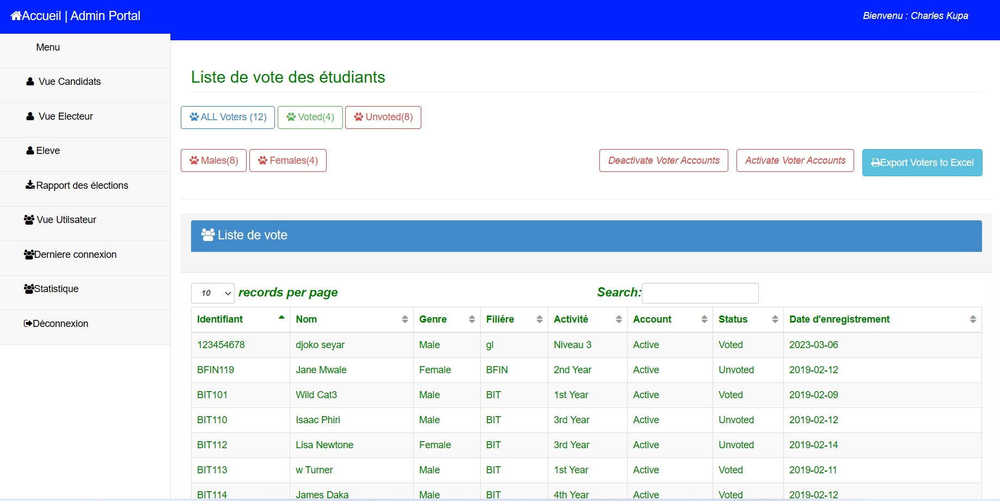 Accueil | Admin Portal
Bienvenu : Charles Kupa
Menu
Vue Candidats
Vue Electeur
Eleve
Rapport des élections
Vue Utilsateur
Derniere connexion
Statistique
Déconnexion
Liste de vote des étudiants
ALL Voters (12) Voted(4) Unvoted(8)
Males(8) Females(4) Deactivate Voter Accounts Activate Voter Accounts Export Voters to Excel
Liste de vote
10 records per page Search:
Identifiant Nom Genre Filiére Activité Account Status Date d'enregistrement
123454678 djoko seyar Male gl Niveau 3 Active Voted 2023-03-06
BFIN119 Jane Mwale Female BFIN 2nd Year Active Unvoted 2019-02-12
BIT101 Wild Cat3 Male BIT 1st Year Active Voted 2019-02-09
BIT110 Isaac Phiri Male BIT 3rd Year Active Unvoted 2019-02-12
BIT112 Lisa Newtone Female BIT 3rd Year Active Unvoted 2019-02-14
BIT113 w Turner Male BIT 1st Year Active Voted 2019-02-11
BIT114 James Daka Male BIT 4th Year Active Voted 2019-02-12